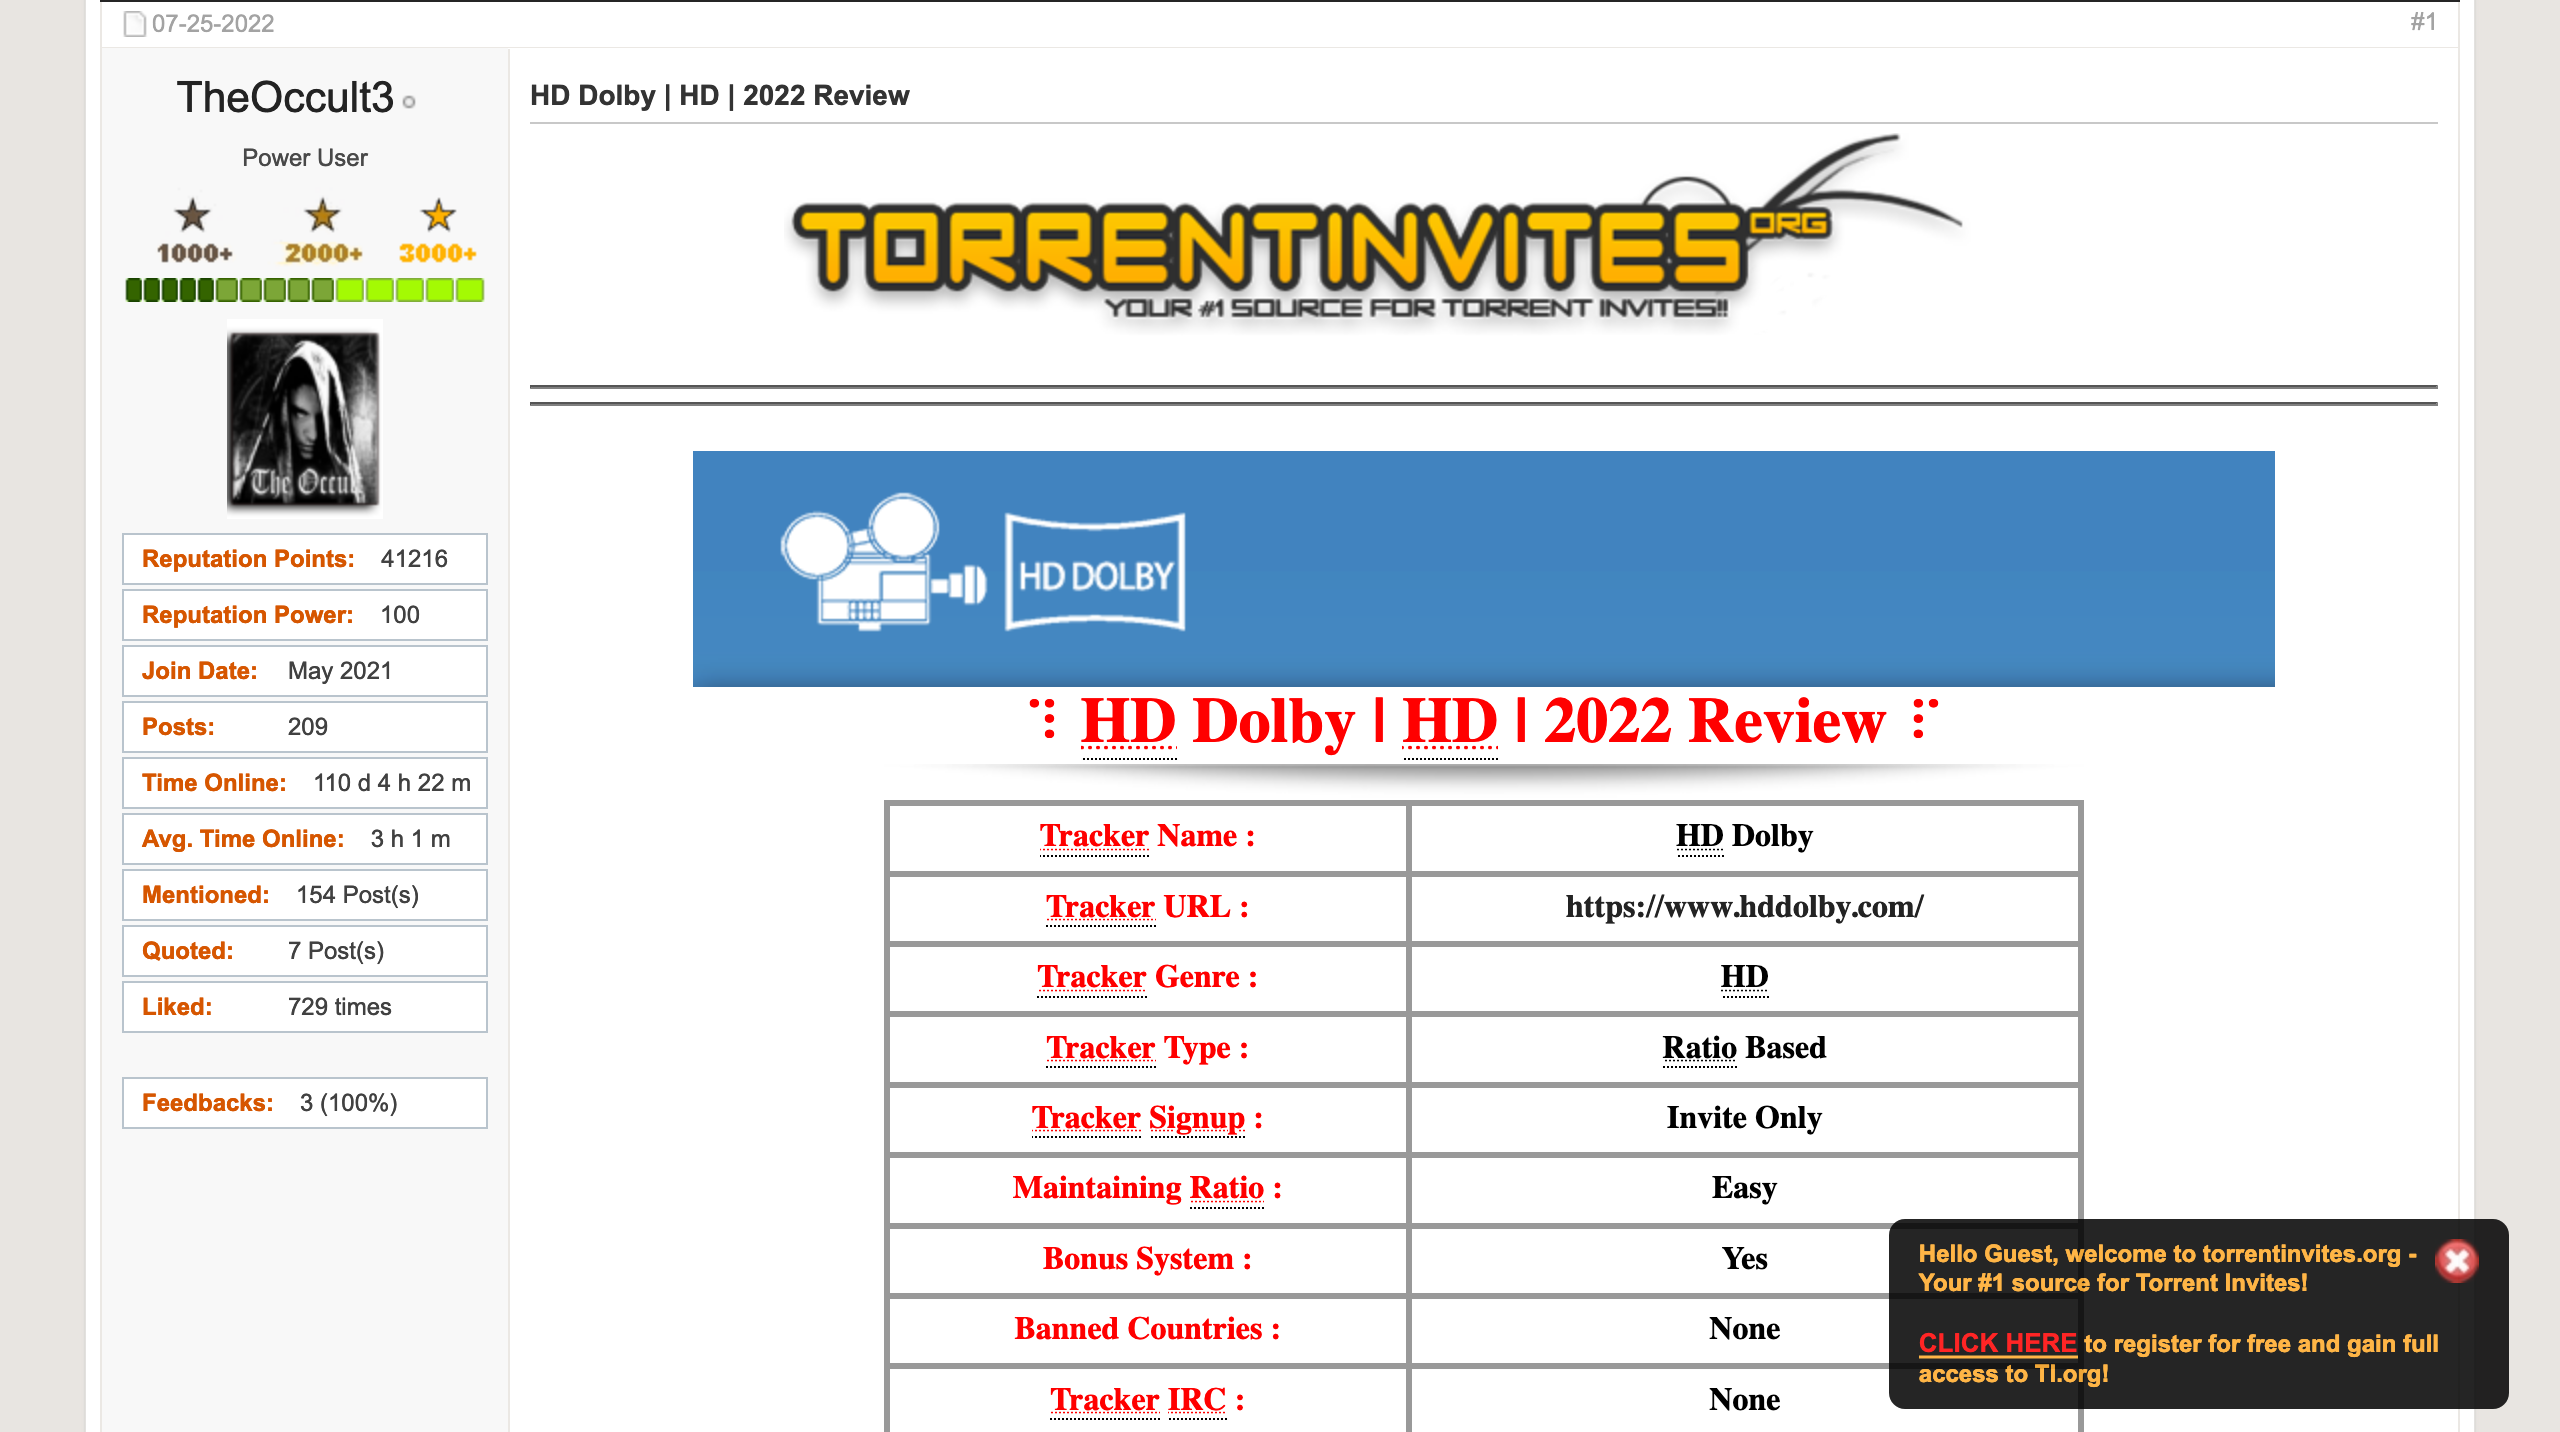 07-25-2022
#1
TheOccult3
Power User
1000+ 2000+ 3000+
The Occu
Reputation Points: 41216
Reputation Power: 100
Join Date: May 2021
Posts: 209
Time Online: 110 d 4 h 22 m
Avg. Time Online: 3 h 1 m
Mentioned: 154 Post(s)
Quoted: 7 Post(s)
Liked: 729 times
Feedbacks: 3 (100%)
HD Dolby | HD | 2022 Review
TORRENTINVITES ORG
YOUR #1 SOURCE FOR TORRENT INVITES!!
HD DOLBY
⠹ HD Dolby | HD | 2022 Review ⠏
Tracker Name : HD Dolby
Tracker URL : https://www.hddolby.com/
Tracker Genre : HD
Tracker Type : Ratio Based
Tracker Signup : Invite Only
Maintaining Ratio : Easy
Bonus System : Yes
Banned Countries : None
Tracker IRC : None
Hello Guest, welcome to torrentinvites.org -
Your #1 source for Torrent Invites!
CLICK HERE to register for free and gain full
access to TI.org!